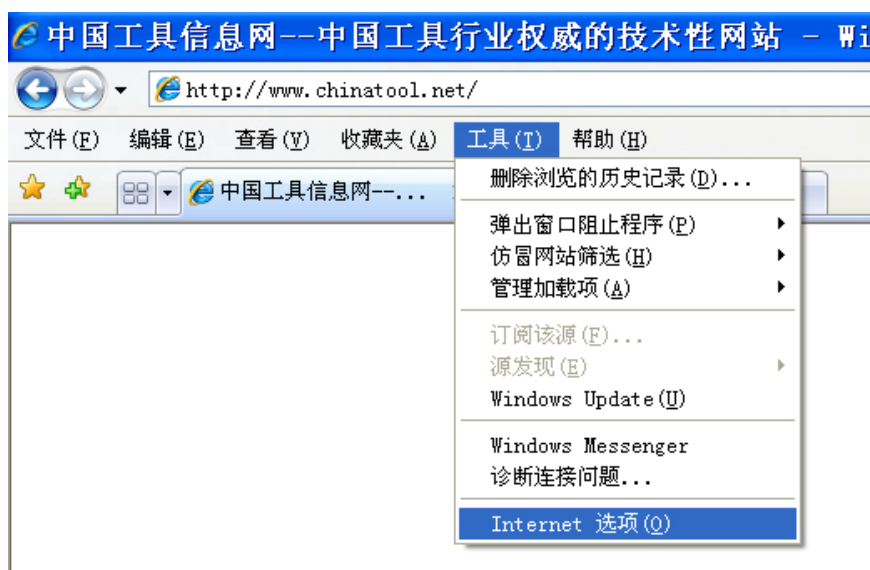 中国工具信息网--中国工具行业权威的技术性网站 - Wi
http://www.chinatool.net/
文件(F) 编辑(E) 查看(V) 收藏夹(A) 工具(T) 帮助(H)
中国工具信息网--...
删除浏览的历史记录(D)...
弹出窗口阻止程序(P)
仿冒网站筛选(H)
管理加载项(A)
订阅该源(F)...
源发现(E)
Windows Update(U)
Windows Messenger
诊断连接问题...
Internet 选项(O)